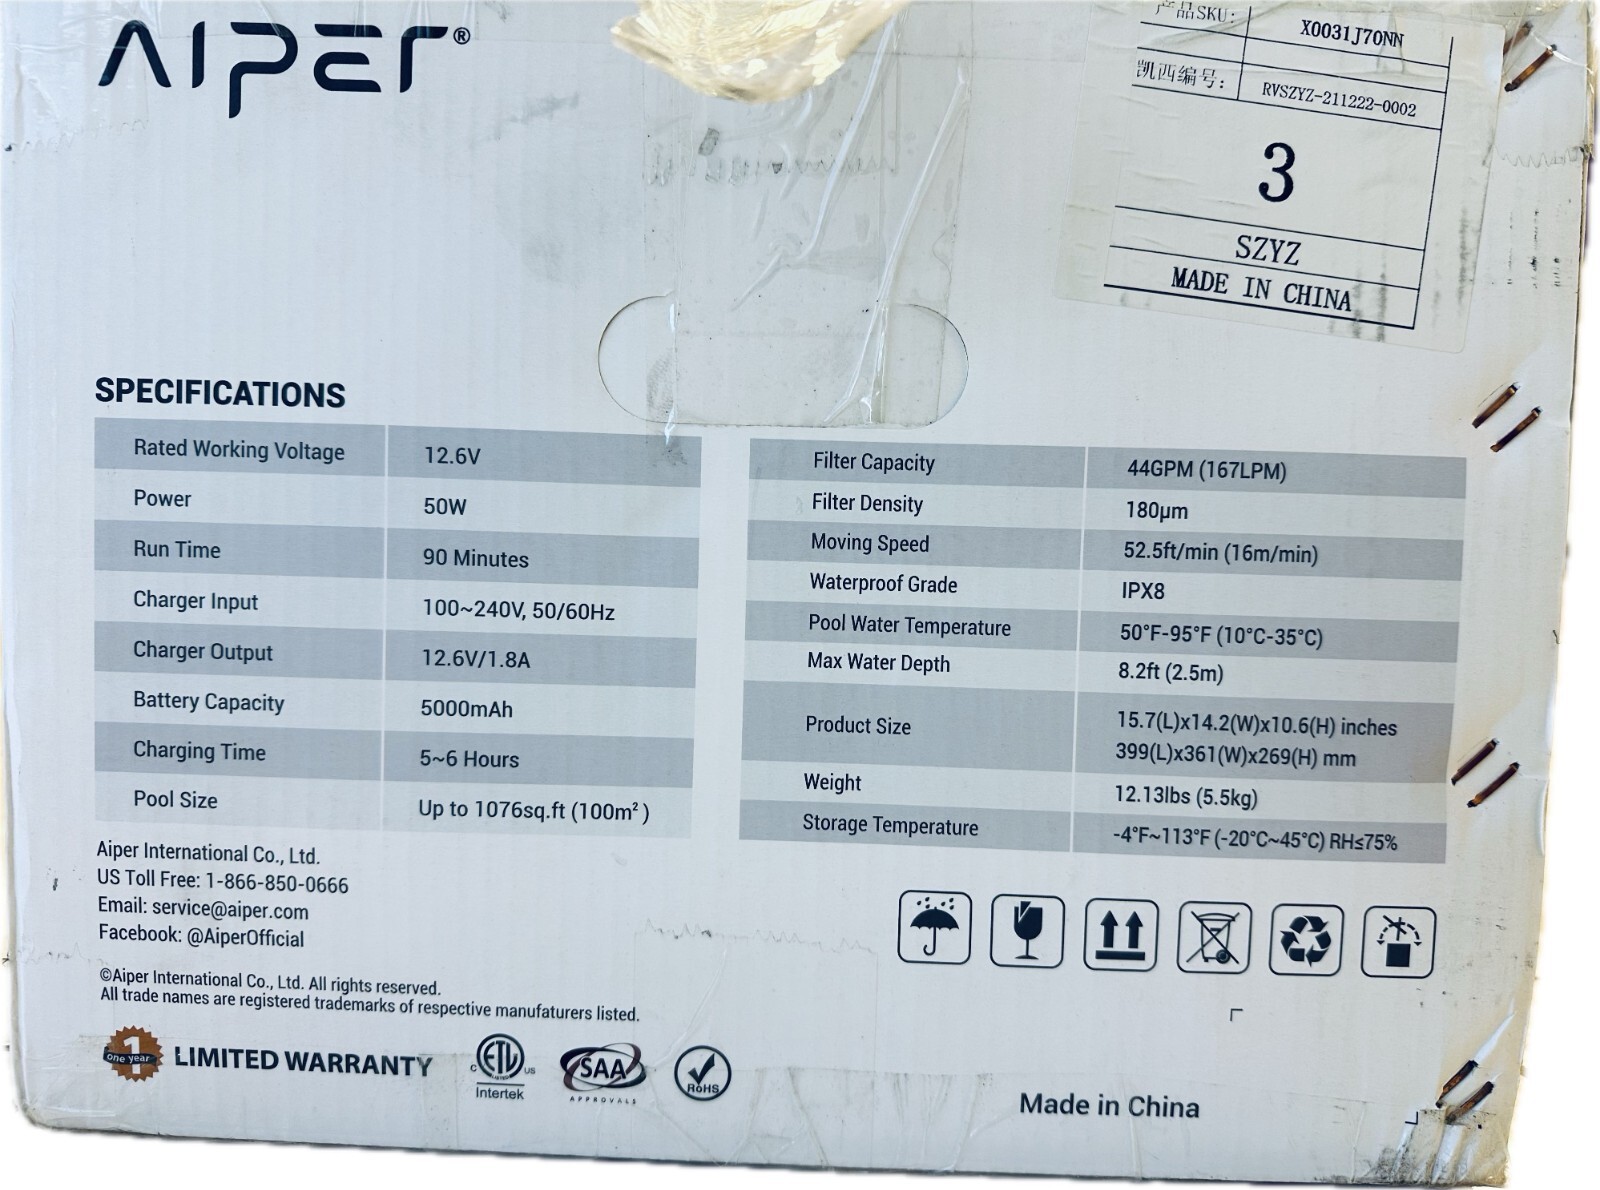 AIPER®
产品SKU: X0031J70NN
凯西编号: RVSZYZ-211222-0002
3
SZYZ
MADE IN CHINA
SPECIFICATIONS
Rated Working Voltage 12.6V
Power 50W
Run Time 90 Minutes
Charger Input 100~240V, 50/60Hz
Charger Output 12.6V/1.8A
Battery Capacity 5000mAh
Charging Time 5~6 Hours
Pool Size Up to 1076sq.ft (100m²)
Filter Capacity 44GPM (167LPM)
Filter Density 180μm
Moving Speed 52.5ft/min (16m/min)
Waterproof Grade IPX8
Pool Water Temperature 50°F-95°F (10°C-35°C)
Max Water Depth 8.2ft (2.5m)
Product Size 15.7(L)x14.2(W)x10.6(H) inches
399(L)x361(W)x269(H) mm
Weight 12.13lbs (5.5kg)
Storage Temperature -4°F~113°F (-20°C~45°C) RH≤75%
Aiper International Co., Ltd.
US Toll Free: 1-866-850-0666
Email: service@aiper.com
Facebook: @AiperOfficial
©Aiper International Co., Ltd. All rights reserved.
All trade names are registered trademarks of respective manufaturers listed.
1 one year LIMITED WARRANTY
C ETL LISTED US
Intertek
SAA
APPROVALS
RoHS
Made in China